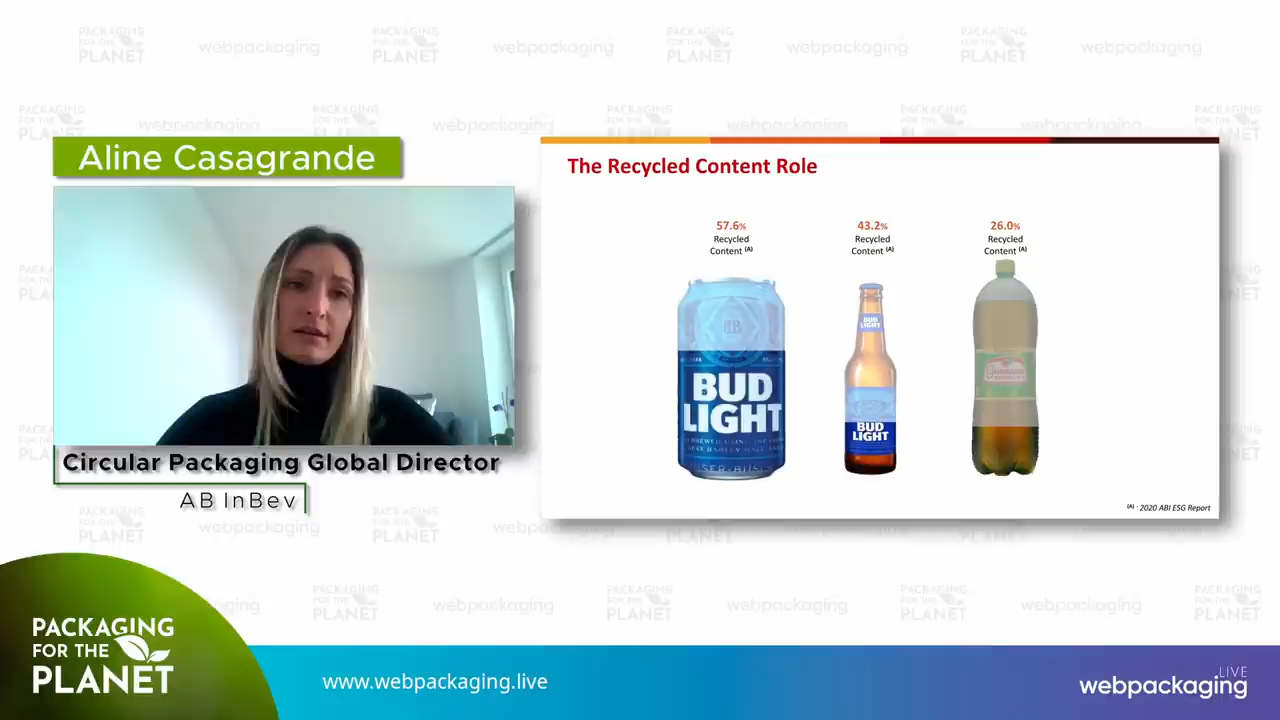 Aline Casagrande
Circular Packaging Global Director
AB InBev
The Recycled Content Role
57.6%
Recycled
Content (A)
43.2%
Recycled
Content (A)
26.0%
Recycled
Content (A)
AB
BUD
LIGHT
BUD
LIGHT
BUD
LIGHT
(A) - 2020 ABI ESG Report
PACKAGING
FOR THE
PLANET
www.webpackaging.live
LIVE
webpackaging